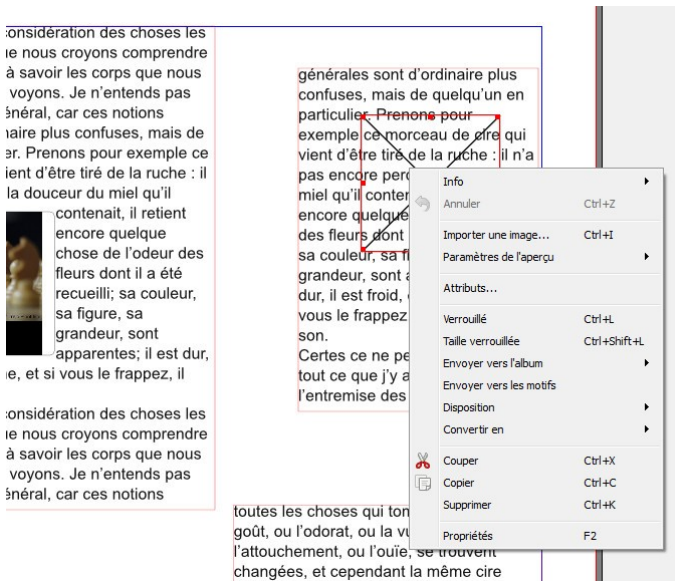 considération des choses les
nous croyons comprendre
à savoir les corps que nous
voyons. Je n'entends pas
énéral, car ces notions
naire plus confuses, mais de
er. Prenons pour exemple ce
ient d'être tiré de la ruche : il
la douceur du miel qu'il
contenait, il retient
encore quelque
chose de l'odeur des
fleurs dont il a été
recueilli; sa couleur,
sa figure, sa
grandeur, sont
apparentes; il est dur,
et si vous le frappez, il
considération des choses les
nous croyons comprendre
à savoir les corps que nous
voyons. Je n'entends pas
énéral, car ces notions
générales sont d'ordinaire plus
confuses, mais de quelqu'un en
particulier. Prenons pour
exemple ce morceau de cire qui
vient d'être tiré de la ruche : il n'a
pas encore perd
miel qu'il conten
encore quelque
des fleurs dont
sa couleur, sa fi
grandeur, sont a
dur, il est froid,
vous le frappez
son.
Certes ce ne pe
tout ce que j'y a
l'entremise des
toutes les choses qui ton
goût, ou l'odorat, ou la vu
l'attouchement, ou l'ouïe, se trouvent
changées, et cependant la même cire
Info
Annuler Ctrl+Z
Importer une image... Ctrl+I
Paramètres de l'aperçu
Attributs...
Verrouillé Ctrl+L
Taille verrouillée Ctrl+Shift+L
Envoyer vers l'album
Envoyer vers les motifs
Disposition
Convertir en
Couper Ctrl+X
Copier Ctrl+C
Supprimer Ctrl+K
Propriétés F2